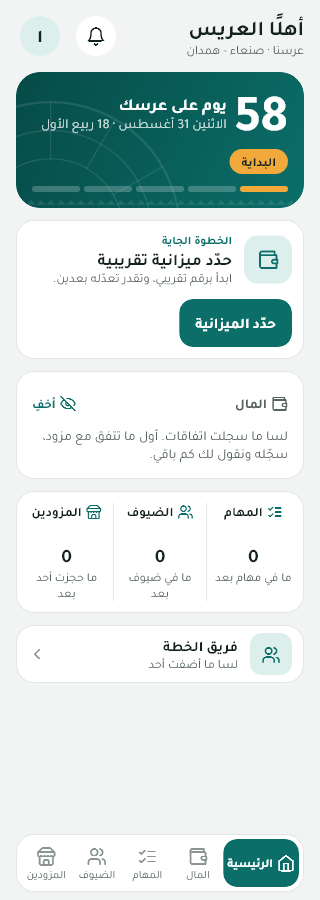 أهلًا العريس
عرسنا · صنعاء - همدان
ا
58
يوم على عرسك
الاثنين 31 أغسطس · 18 ربيع الأول
البداية
الخطوة الجاية
حدّد ميزانية تقريبية
ابدأ برقم تقريبي، وتقدر تعدّله بعدين.
حدّد الميزانية
المال
أخفِ
لسا ما سجلت اتفاقات. أول ما تتفق مع مزود،
سجّله ونقول لك كم باقي.
المهام
0
ما في مهام بعد
الضيوف
0
ما في ضيوف
بعد
المزودين
0
ما حجزت أحد
بعد
فريق الخطة
لسا ما أضفت أحد
الرئيسية
المال
المهام
الضيوف
المزودين